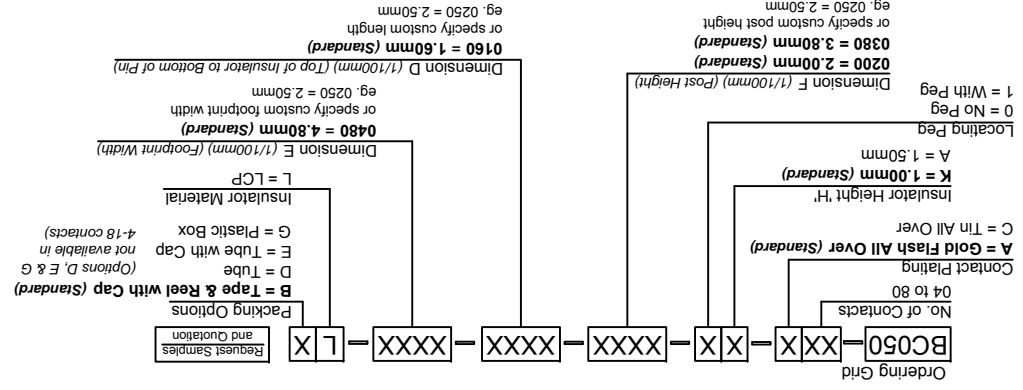 Ordering Grid
BC050 – XX X – X X – XXXX – XXXX – XXXX – L X
Request Samples
and Quotation
No. of Contacts
04 to 80
Contact Plating
A = Gold Flash All Over (Standard)
C = Tin All Over
Insulator Height 'H'
K = 1.00mm (Standard)
A = 1.50mm
Locating Peg
0 = No Peg
1 = With Peg
Dimension F (1/100mm) (Post Height)
0200 = 2.00mm (Standard)
0380 = 3.80mm (Standard)
or specify custom post height
eg. 0250 = 2.50mm
Packing Options
B = Tape & Reel with Cap (Standard)
D = Tube
E = Tube with Cap
G = Plastic Box
(Options D, E & G
not available in
4-18 contacts)
Insulator Material
L = LCP
Dimension E (1/100mm) (Footprint Width)
0480 = 4.80mm (Standard)
or specify custom footprint width
eg. 0250 = 2.50mm
Dimension D (1/100mm) (Top of Insulator to Bottom of Pin)
0160 = 1.60mm (Standard)
or specify custom length
eg. 0250 = 2.50mm